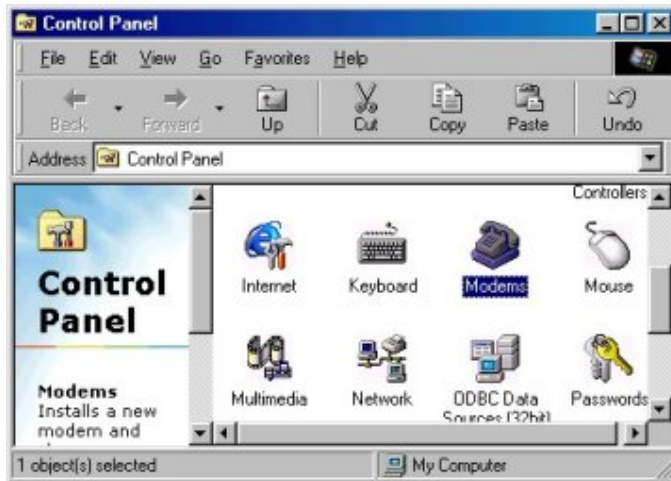 Control Panel
File Edit View Go Favorites Help
Back Forward Up Cut Copy Paste Undo
Address Control Panel
Controllers
Control
Panel
Internet Keyboard Modems Mouse
Modems
Installs a new
modem and
Multimedia Network ODBC Data
Sources (32bit) Passwords
1 object(s) selected My Computer